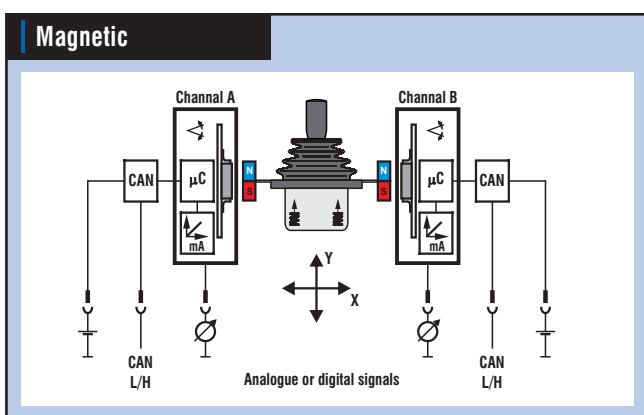 Magnetic
Channal A
Channal B
CAN
µC
mA
N
S
N
S
µC
mA
CAN
Y
X
CAN
L/H
Analogue or digital signals
CAN
L/H